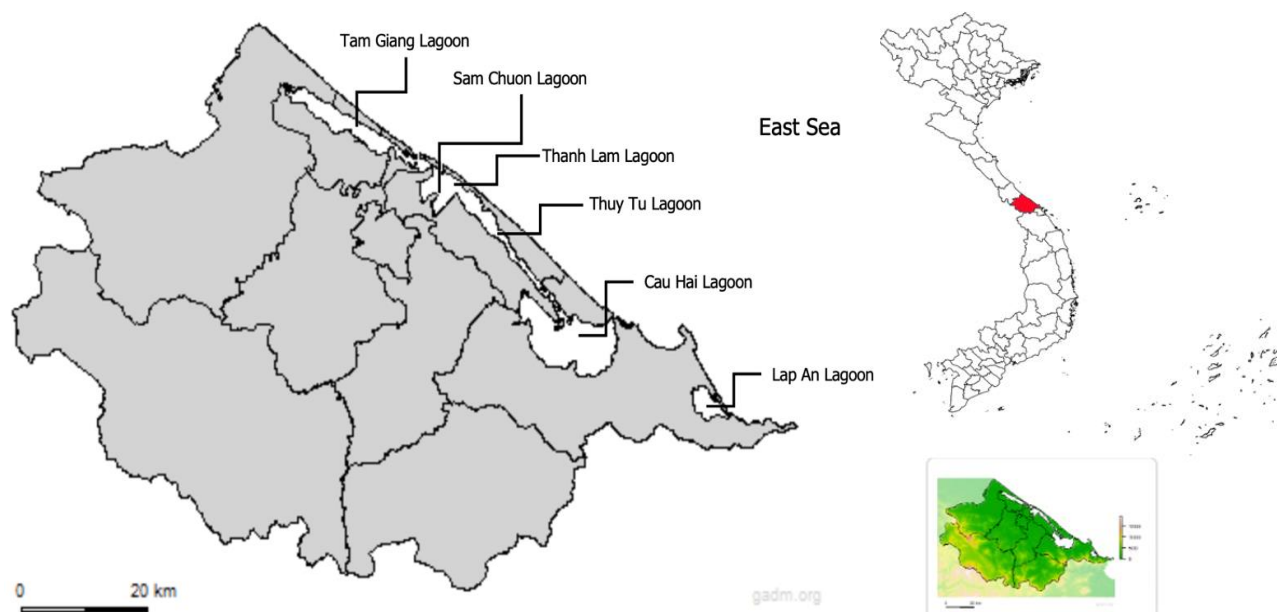 Tam Giang Lagoon
Sam Chuon Lagoon
East Sea
Thanh Lam Lagoon
Thuy Tu Lagoon
Cau Hai Lagoon
Lap An Lagoon
0 20 km
gadm.org